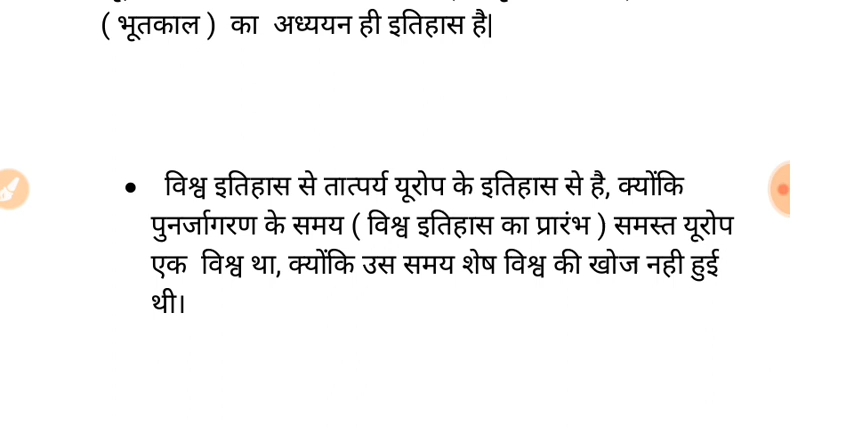 ( भूतकाल ) का अध्ययन ही इतिहास है|
• विश्व इतिहास से तात्पर्य यूरोप के इतिहास से है, क्योंकि
पुनर्जागरण के समय ( विश्व इतिहास का प्रारंभ ) समस्त यूरोप
एक विश्व था, क्योंकि उस समय शेष विश्व की खोज नही हुई
थी।